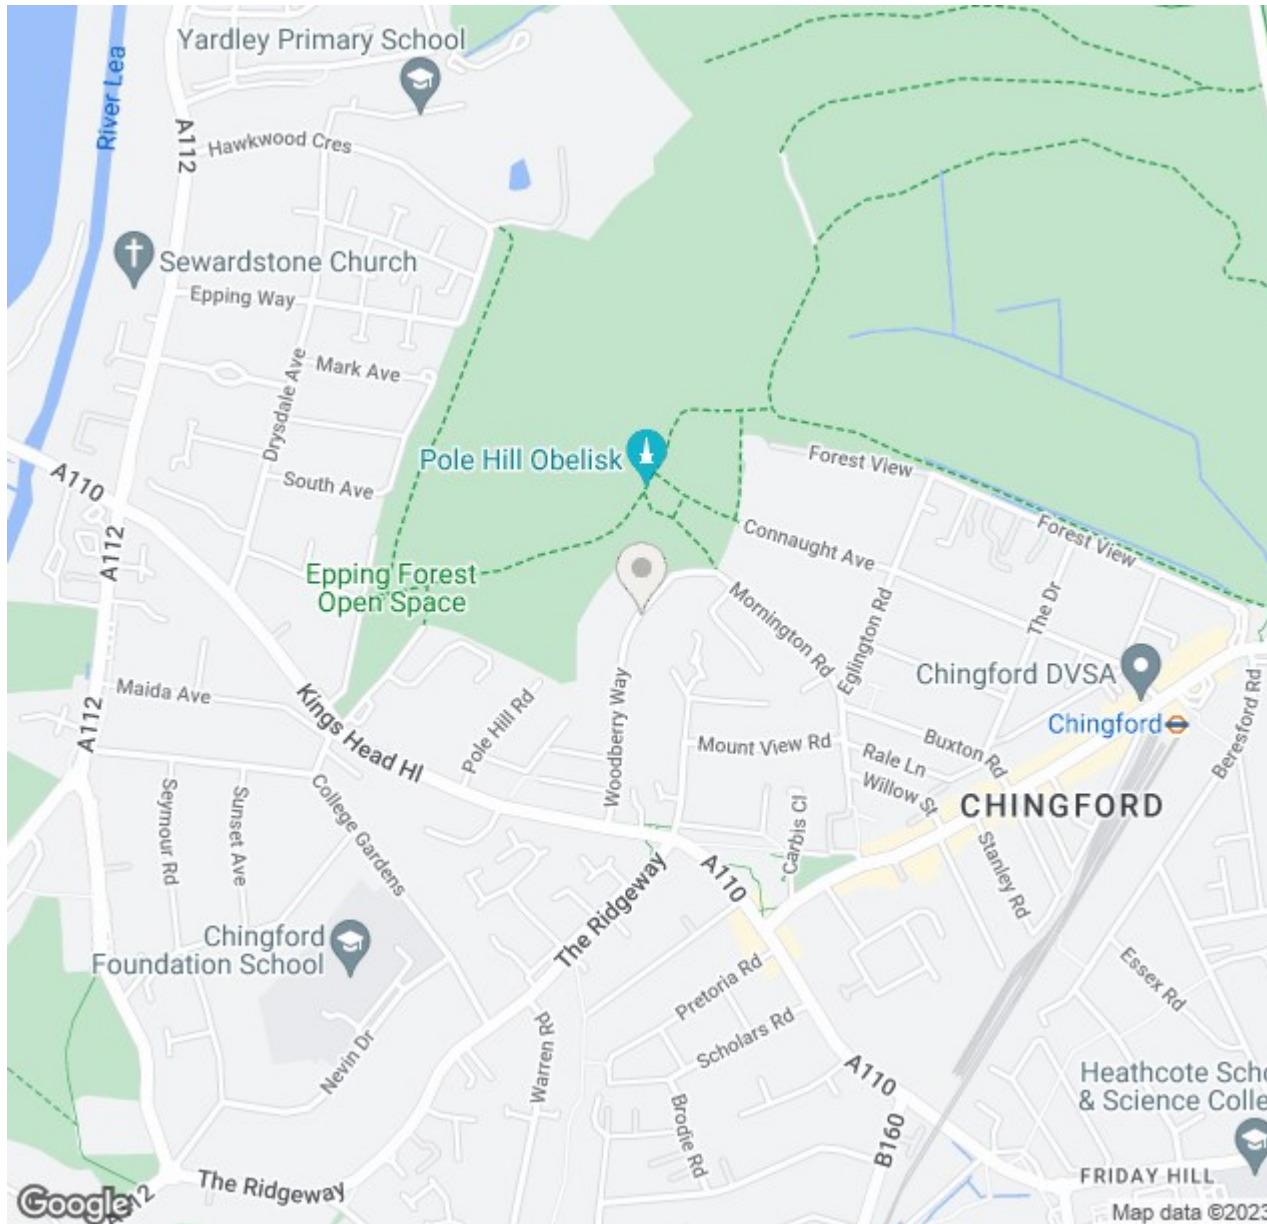 Yardley Primary School
River Lea
A112
Hawkwood Cres
Sewardstone Church
Epping Way
Mark Ave
Drysdale Ave
Pole Hill Obelisk
Forest View
A110
South Ave
Connaught Ave
Forest View
A112
Epping Forest
Open Space
Mornington Rd
Eglington Rd
The Dr
Chingford DVSA
Maida Ave
Kings Head Hl
Pole Hill Rd
Woodberry Way
Chingford
Beresford Rd
A112
Mount View Rd
Buxton Rd
Rale Ln
Willow St
CHINGFORD
Seymour Rd
Sunset Ave
College Gardens
Carbis Cl
Stanley Rd
A110
The Ridgeway
Chingford
Foundation School
Pretoria Rd
Essex Rd
Nevin Dr
Warren R
Scholars Rd
A110
Heathcote Scho
& Science Colle
Brodie Rd
B160
The Ridgeway
FRIDAY HILL
Google
A112
Map data ©2023